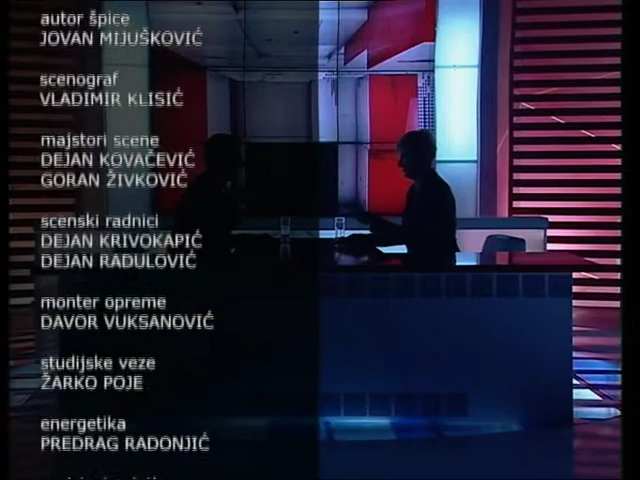 autor špice
JOVAN MIJUŠKOVIĆ
scenograf
VLADIMIR KLISIĆ
majstori scene
DEJAN KOVAČEVIĆ
GORAN ŽIVKOVIĆ
scenski radnici
DEJAN KRIVOKAPIĆ
DEJAN RADULOVIĆ
monter opreme
DAVOR VUKSANOVIĆ
studijske veze
ŽARKO POJE
energetika
PREDRAG RADONJIĆ